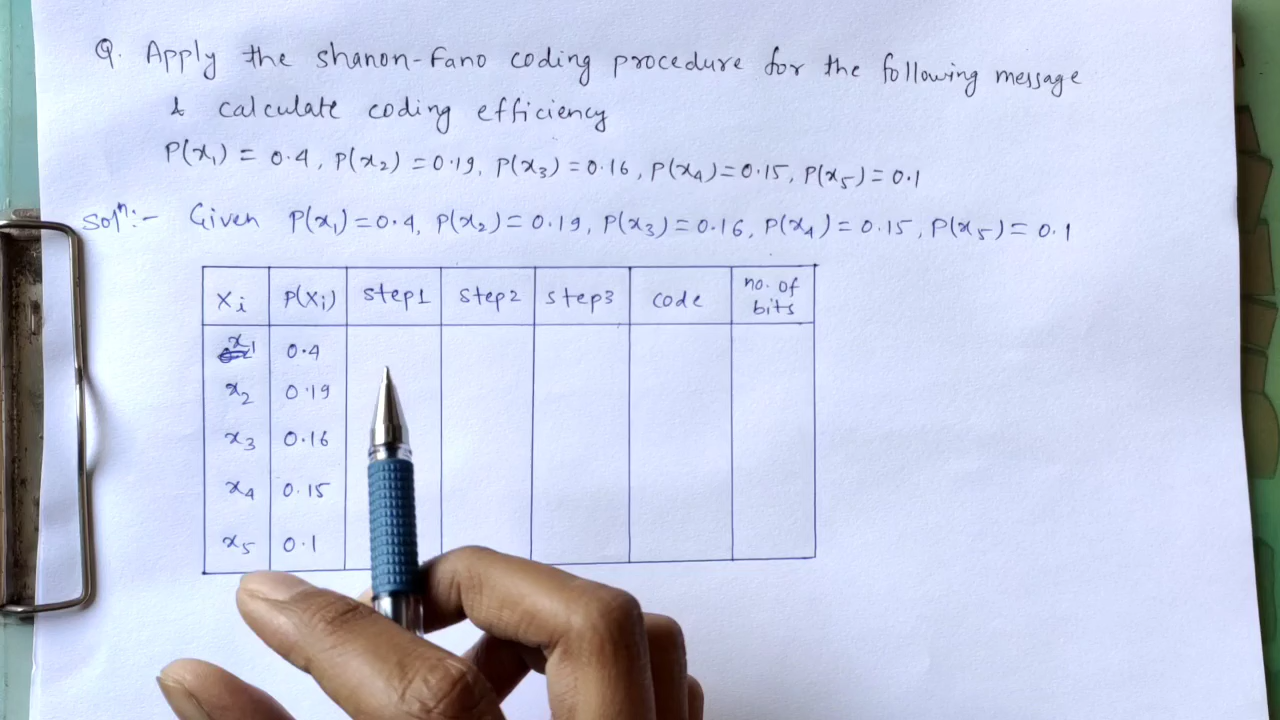 Q. Apply the shanon-Fano coding procedure for the following message
& calculate coding efficiency
P(x₁) = 0.4, P(x₂) = 0.19, P(x₃) = 0.16, P(x₄) = 0.15, P(x₅) = 0.1
Solⁿ:- Given P(x₁) = 0.4, P(x₂) = 0.19, P(x₃) = 0.16, P(x₄) = 0.15, P(x₅) = 0.1
Xi P(Xi) step1 step2 step3 code no. of bits
x1 0.4
x₂ 0.19
x₃ 0.16
x₄ 0.15
x₅ 0.1